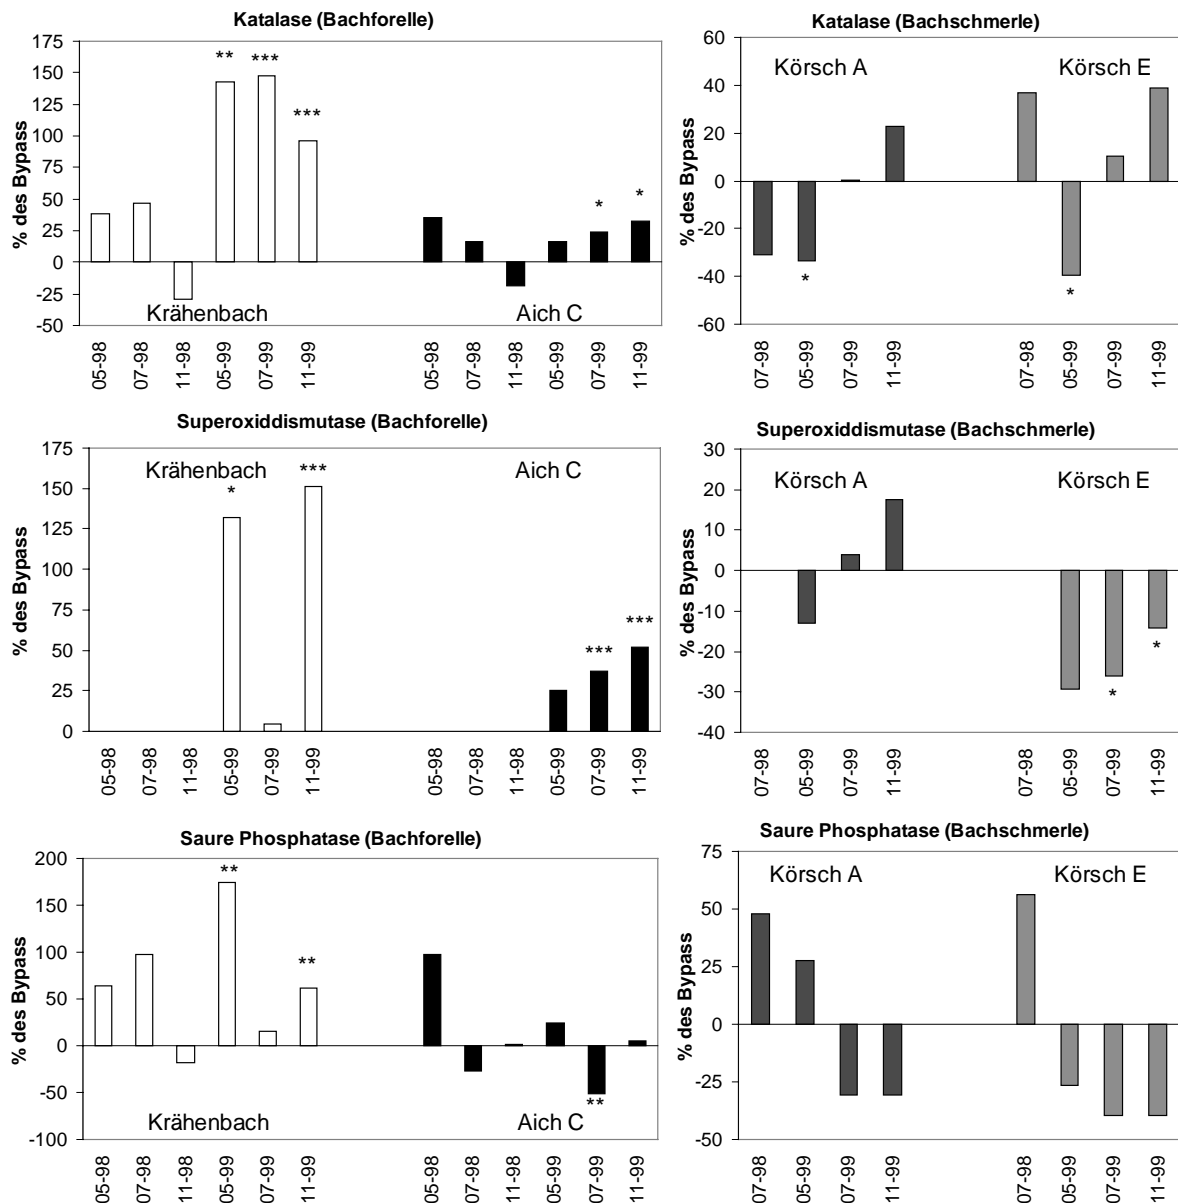 Katalase (Bachforelle)
% des Bypass
175
150
125
100
75
50
25
0
-25
-50
** *** *** * *
Krähenbach Aich C
05-98 07-98 11-98 05-99 07-99 11-99 05-98 07-98 11-98 05-99 07-99 11-99
Katalase (Bachschmerle)
% des Bypass
60
40
20
0
-20
-40
-60
Körsch A Körsch E
* *
07-98 05-99 07-99 11-99 07-98 05-99 07-99 11-99
Superoxiddismutase (Bachforelle)
% des Bypass
175
150
125
100
75
50
25
0
Krähenbach Aich C
* *** *** ***
05-98 07-98 11-98 05-99 07-99 11-99 05-98 07-98 11-98 05-99 07-99 11-99
Superoxiddismutase (Bachschmerle)
% des Bypass
30
20
10
0
-10
-20
-30
-40
Körsch A Körsch E
* *
07-98 05-99 07-99 11-99 07-98 05-99 07-99 11-99
Saure Phosphatase (Bachforelle)
% des Bypass
200
150
100
50
0
-50
-100
** ** **
Krähenbach Aich C
05-98 07-98 11-98 05-99 07-99 11-99 05-98 07-98 11-98 05-99 07-99 11-99
Saure Phosphatase (Bachschmerle)
% des Bypass
75
50
25
0
-25
-50
Körsch A Körsch E
07-98 05-99 07-99 11-99 07-98 05-99 07-99 11-99